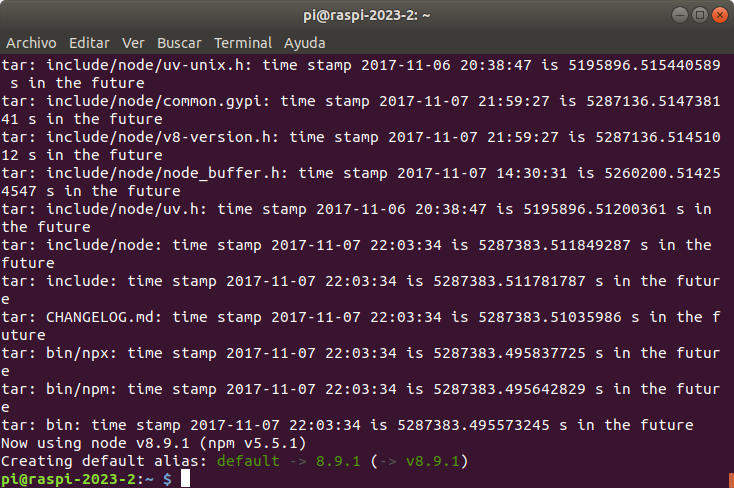 pi@raspi-2023-2: ~
Archivo Editar Ver Buscar Terminal Ayuda
tar: include/node/uv-unix.h: time stamp 2017-11-06 20:38:47 is 5195896.515440589
 s in the future
tar: include/node/common.gypi: time stamp 2017-11-07 21:59:27 is 5287136.5147381
41 s in the future
tar: include/node/v8-version.h: time stamp 2017-11-07 21:59:27 is 5287136.514510
12 s in the future
tar: include/node/node_buffer.h: time stamp 2017-11-07 14:30:31 is 5260200.51425
4547 s in the future
tar: include/node/uv.h: time stamp 2017-11-06 20:38:47 is 5195896.51200361 s in
the future
tar: include/node: time stamp 2017-11-07 22:03:34 is 5287383.511849287 s in the
future
tar: include: time stamp 2017-11-07 22:03:34 is 5287383.511781787 s in the futur
e
tar: CHANGELOG.md: time stamp 2017-11-07 22:03:34 is 5287383.51035986 s in the f
uture
tar: bin/npx: time stamp 2017-11-07 22:03:34 is 5287383.495837725 s in the futur
e
tar: bin/npm: time stamp 2017-11-07 22:03:34 is 5287383.495642829 s in the futur
e
tar: bin: time stamp 2017-11-07 22:03:34 is 5287383.495573245 s in the future
Now using node v8.9.1 (npm v5.5.1)
Creating default alias: default -> 8.9.1 (-> v8.9.1)
pi@raspi-2023-2:~ $